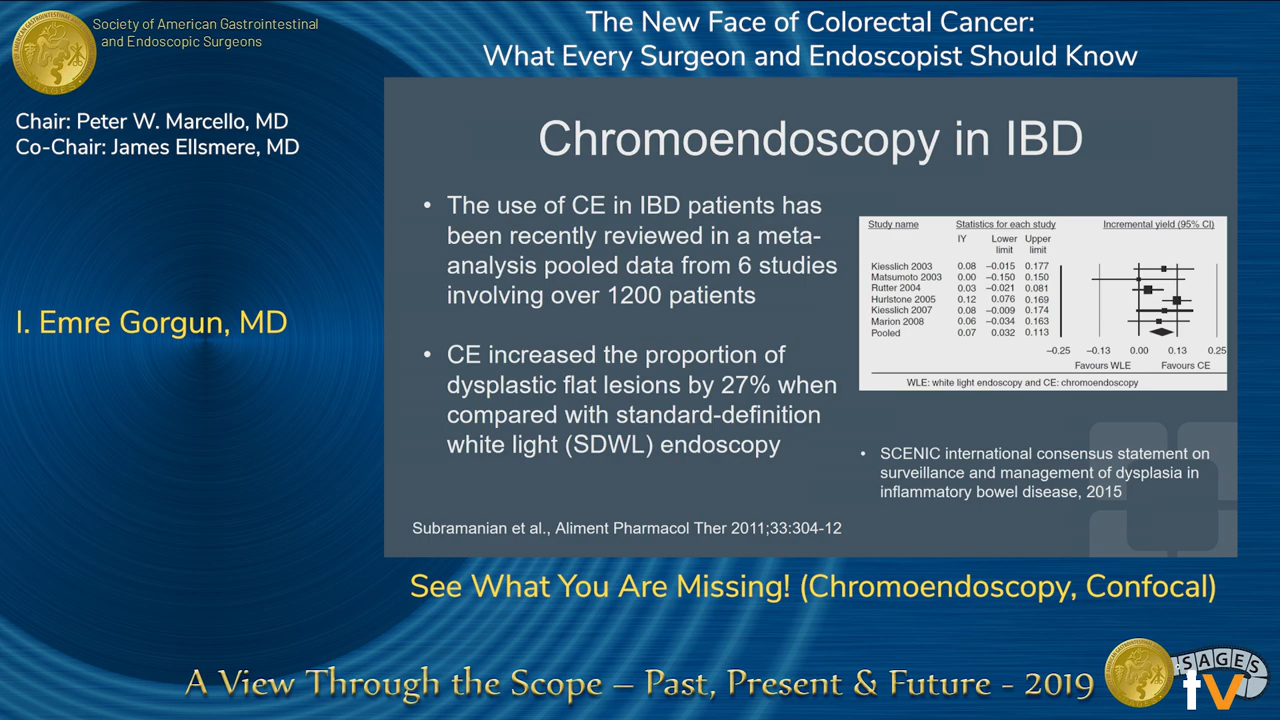 Society of American Gastrointestinal
and Endoscopic Surgeons
The New Face of Colorectal Cancer:
What Every Surgeon and Endoscopist Should Know
Chair: Peter W. Marcello, MD
Co-Chair: James Ellsmere, MD
I. Emre Gorgun, MD
Chromoendoscopy in IBD
• The use of CE in IBD patients has
been recently reviewed in a meta-
analysis pooled data from 6 studies
involving over 1200 patients
• CE increased the proportion of
dysplastic flat lesions by 27% when
compared with standard-definition
white light (SDWL) endoscopy
Subramanian et al., Aliment Pharmacol Ther 2011;33:304-12
Study name Statistics for each study Incremental yield (95% CI)
IY Lower limit Upper limit
Kiesslich 2003 0.08 –0.015 0.177
Matsumoto 2003 0.00 –0.150 0.150
Rutter 2004 0.03 –0.021 0.081
Hurlstone 2005 0.12 0.076 0.169
Kiesslich 2007 0.08 –0.009 0.174
Marion 2008 0.06 –0.034 0.163
Pooled 0.07 0.032 0.113
–0.25 –0.13 0.00 0.13 0.25
Favours WLE Favours CE
WLE: white light endoscopy and CE: chromoendoscopy
• SCENIC international consensus statement on
surveillance and management of dysplasia in
inflammatory bowel disease, 2015
See What You Are Missing! (Chromoendoscopy, Confocal)
A View Through the Scope – Past, Present & Future - 2019
SAGES
tv